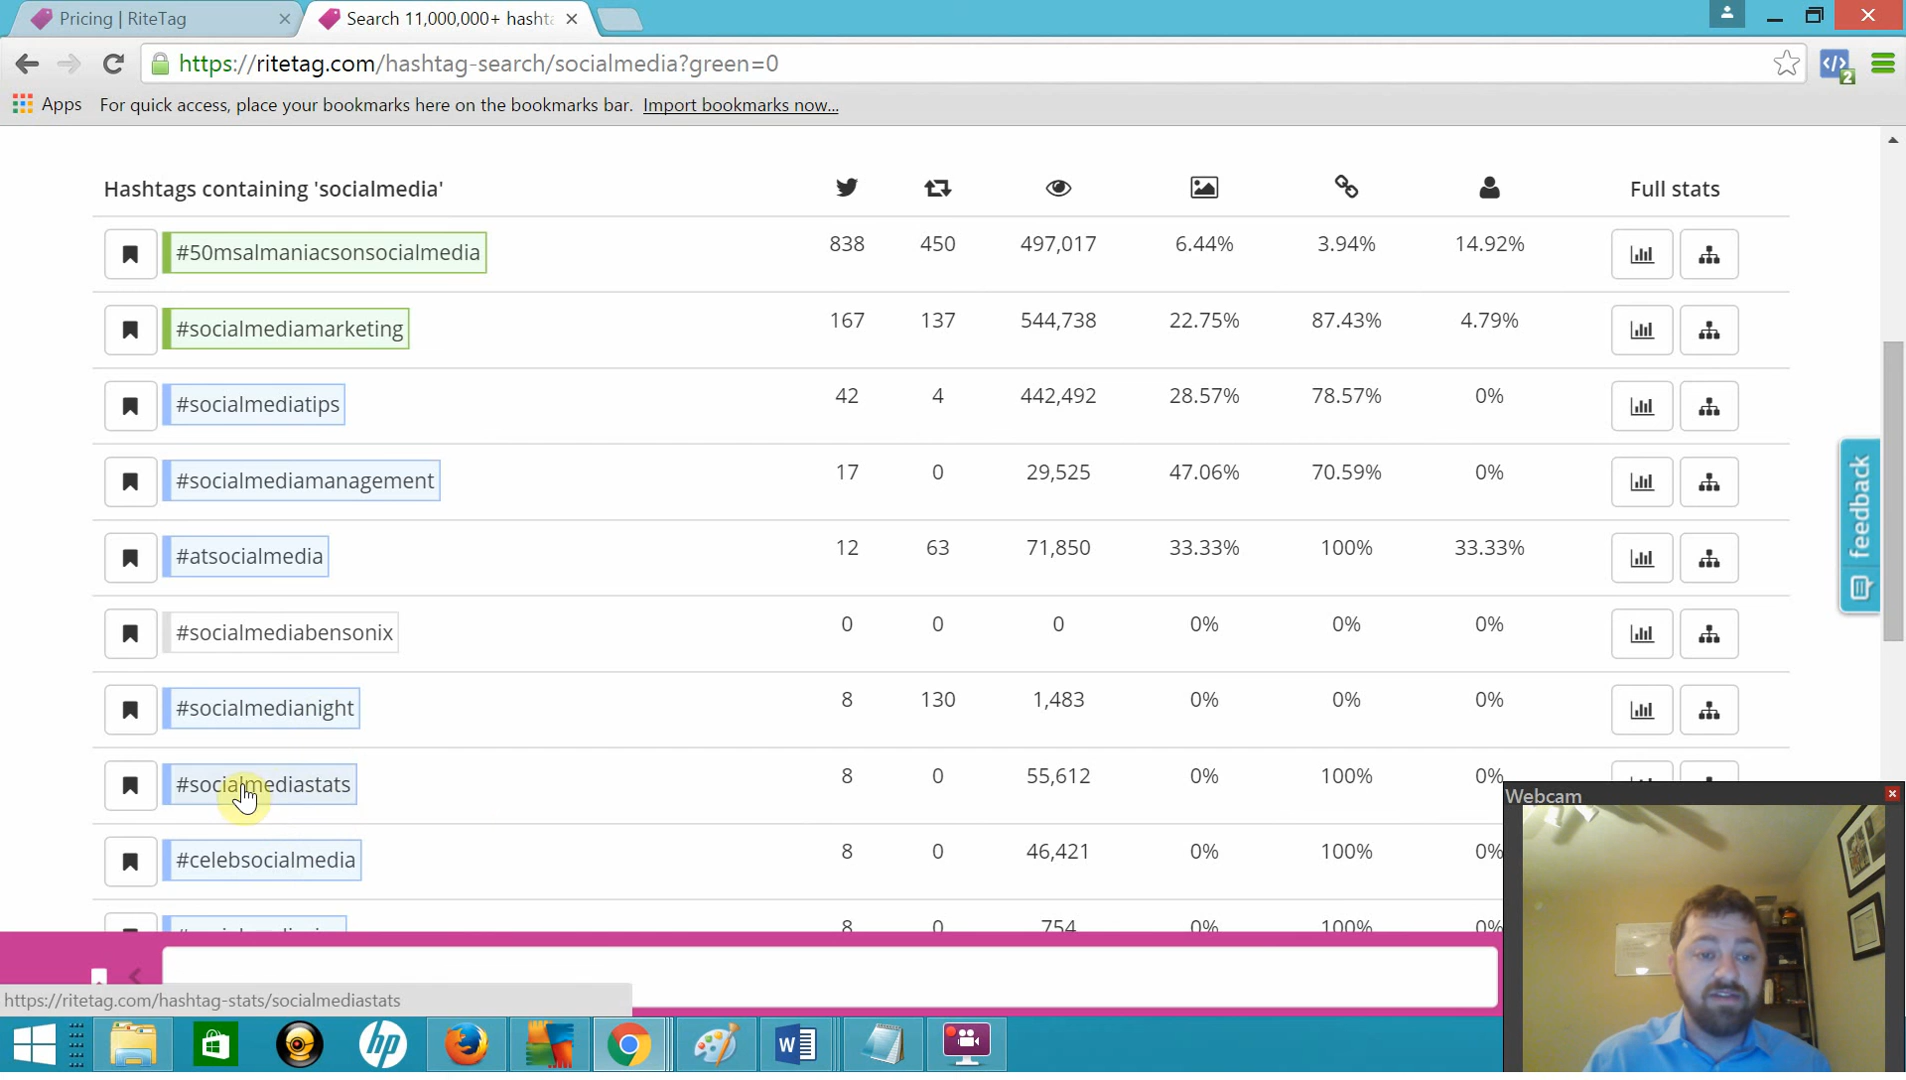 Pricing | RiteTag
Search 11,000,000+ hashta
https://ritetag.com/hashtag-search/socialmedia?green=0
2
Apps For quick access, place your bookmarks here on the bookmarks bar. Import bookmarks now...
Hashtags containing 'socialmedia' Full stats
#50msalmaniacsonsocialmedia 838 450 497,017 6.44% 3.94% 14.92%
#socialmediamarketing 167 137 544,738 22.75% 87.43% 4.79%
#socialmediatips 42 4 442,492 28.57% 78.57% 0%
#socialmediamanagement 17 0 29,525 47.06% 70.59% 0%
#atsocialmedia 12 63 71,850 33.33% 100% 33.33%
#socialmediabensonix 0 0 0 0% 0% 0%
#socialmedianight 8 130 1,483 0% 0% 0%
#socialmediastats 8 0 55,612 0% 100% 0%
#celebsocialmedia 8 0 46,421 0% 100% 0%
8 0 754 0% 100%
feedback
Webcam
https://ritetag.com/hashtag-stats/socialmediastats
hp
W